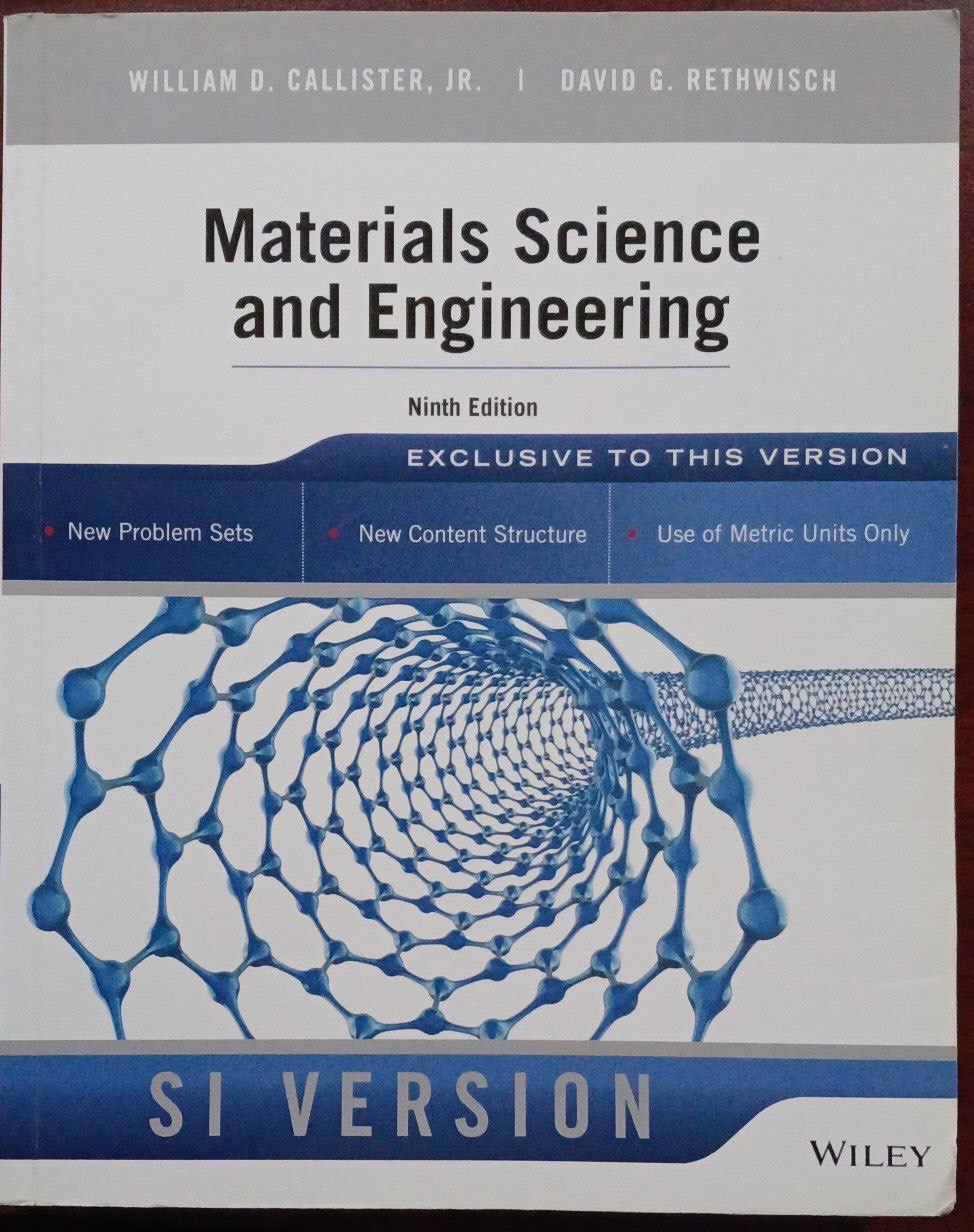 WILLIAM D. CALLISTER, JR. | DAVID G. RETHWISCH
Materials Science
and Engineering
Ninth Edition
EXCLUSIVE TO THIS VERSION
• New Problem Sets • New Content Structure • Use of Metric Units Only
SI VERSION
WILEY